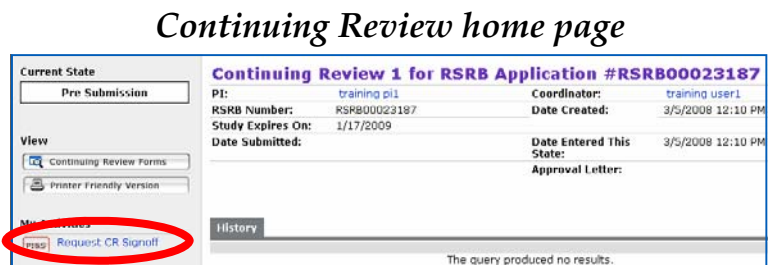 Continuing Review home page
Current State
Pre Submission
View
Continuing Review Forms
Printer Friendly Version
My Activities
Request CR Signoff
Continuing Review 1 for RSRB Application #RSRB00023187
PI: training pi1 Coordinator: training user1
RSRB Number: RSRB00023187 Date Created: 3/5/2008 12:10 PM
Study Expires On: 1/17/2009
Date Submitted: Date Entered This State: 3/5/2008 12:10 PM
Approval Letter:
History
The query produced no results.